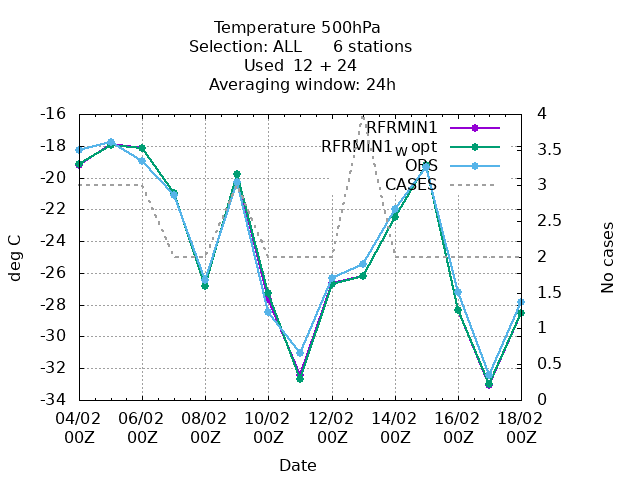 Temperature 500hPa
Selection: ALL 6 stations
Used 12 + 24
Averaging window: 24h
-16
-18
-20
-22
-24
-26
-28
-30
-32
-34
deg C
4
3.5
3
2.5
2
1.5
1
0.5
0
No cases
RFRMIN1
RFRMIN1w opt
OBS
CASES
04/02 06/02 08/02 10/02 12/02 14/02 16/02 18/02
00Z 00Z 00Z 00Z 00Z 00Z 00Z 00Z
Date